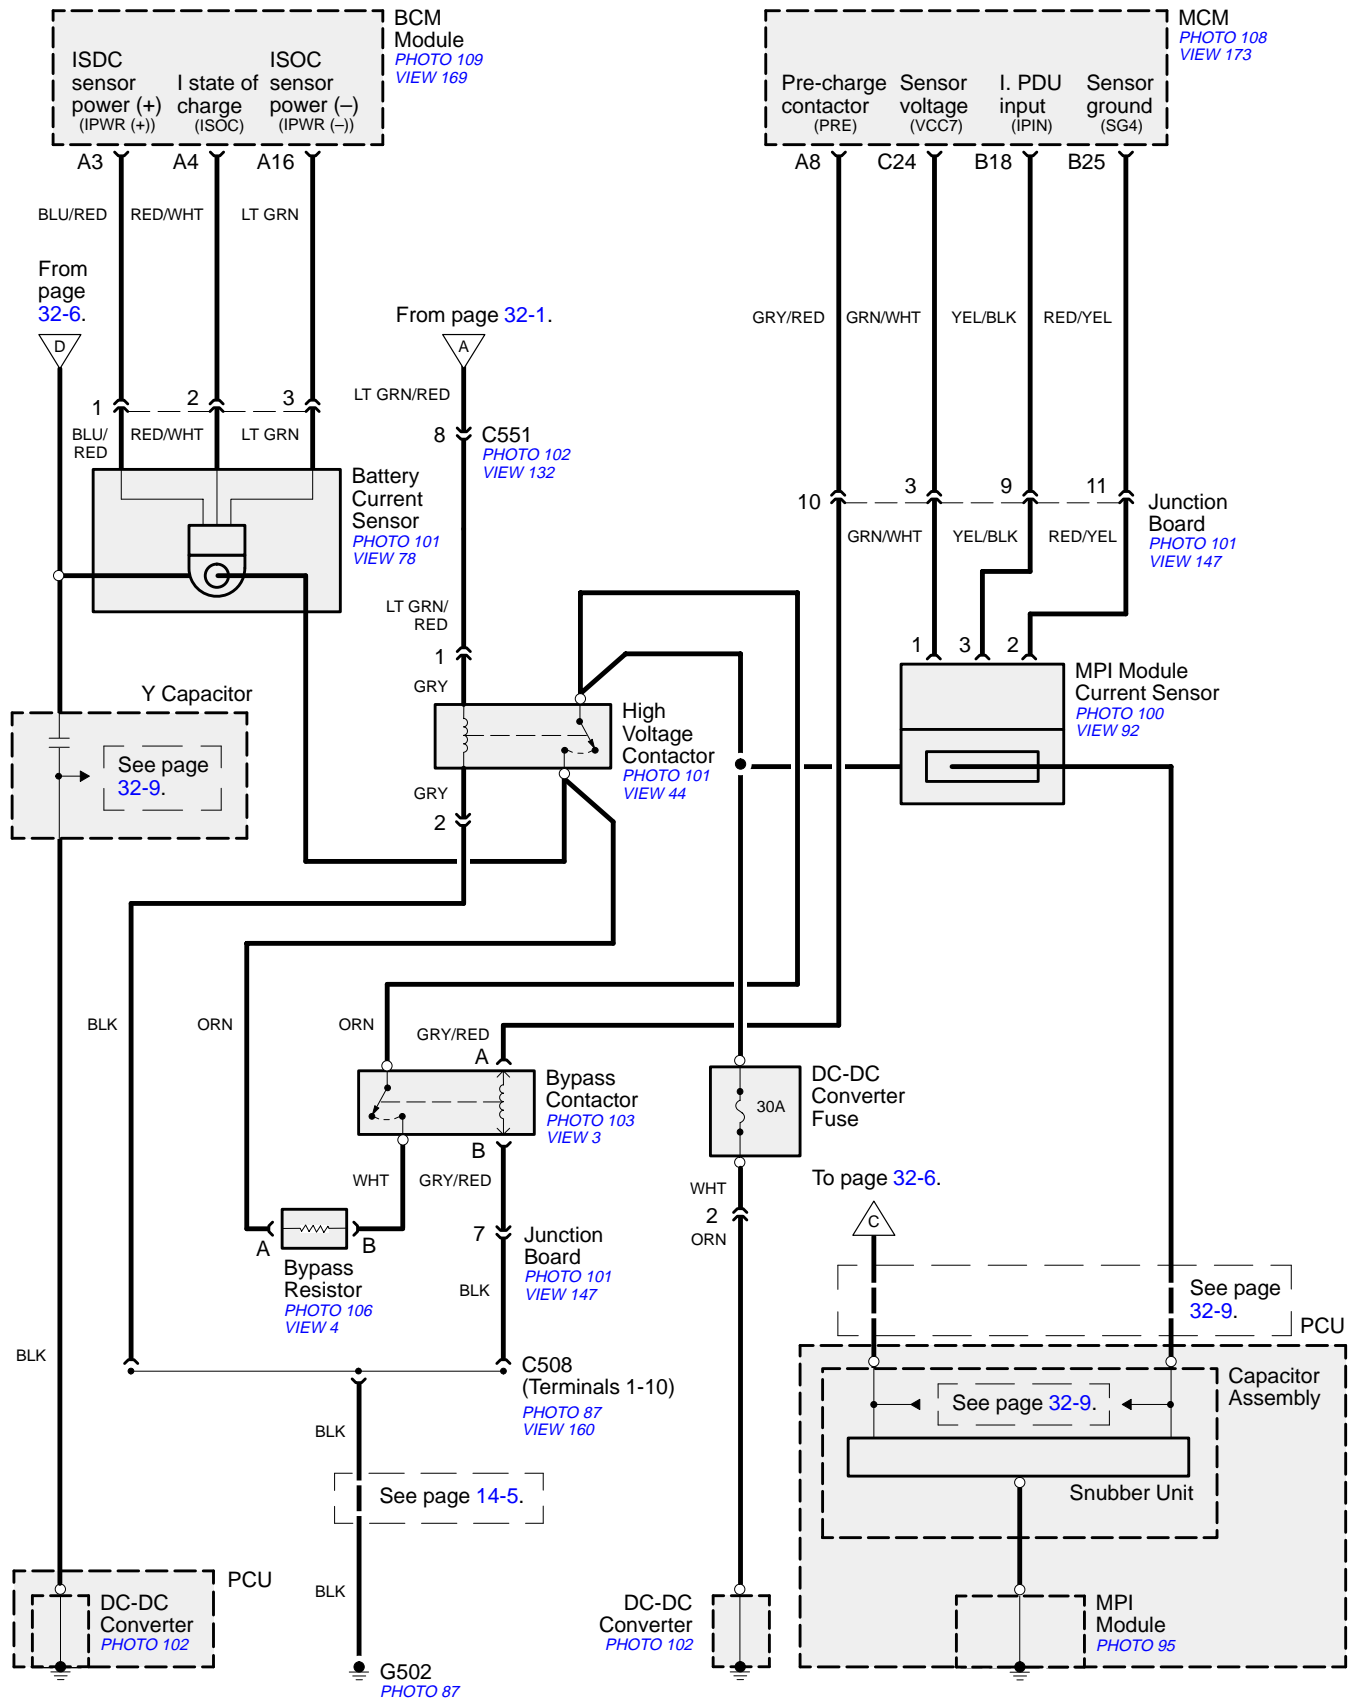 BCM
Module
PHOTO 109
VIEW 169
ISDC
sensor
power (+)
(IPWR (+))
I state of
charge
(ISOC)
ISOC
sensor
power (–)
(IPWR (–))
A3
A4
A16
BLU/RED
RED/WHT
LT GRN
MCM
PHOTO 108
VIEW 173
Pre-charge
contactor
(PRE)
Sensor
voltage
(VCC7)
I. PDU
input
(IPIN)
Sensor
ground
(SG4)
A8
C24
B18
B25
From
page
32-6.
D
From page 32-1.
A
GRY/RED
GRN/WHT
YEL/BLK
RED/YEL
LT GRN/RED
1
2
3
BLU/
RED
RED/WHT
LT GRN
8
C551
PHOTO 102
VIEW 132
Battery
Current
Sensor
PHOTO 101
VIEW 78
10
3
9
11
Junction
Board
PHOTO 101
VIEW 147
GRN/WHT
YEL/BLK
RED/YEL
LT GRN/
RED
1
GRY
1
3
2
MPI Module
Current Sensor
PHOTO 100
VIEW 92
Y Capacitor
See page
32-9.
High
Voltage
Contactor
PHOTO 101
VIEW 44
GRY
2
BLK
ORN
ORN
GRY/RED
A
Bypass
Contactor
PHOTO 103
VIEW 3
B
DC-DC
Converter
Fuse
30A
WHT
GRY/RED
WHT
2
ORN
To page 32-6.
C
A
B
Bypass
Resistor
PHOTO 106
VIEW 4
7
Junction
Board
PHOTO 101
VIEW 147
BLK
See page
32-9.
PCU
BLK
C508
(Terminals 1-10)
PHOTO 87
VIEW 160
Capacitor
Assembly
See page 32-9.
BLK
See page 14-5.
Snubber Unit
PCU
DC-DC
Converter
PHOTO 102
BLK
G502
PHOTO 87
DC-DC
Converter
PHOTO 102
MPI
Module
PHOTO 95